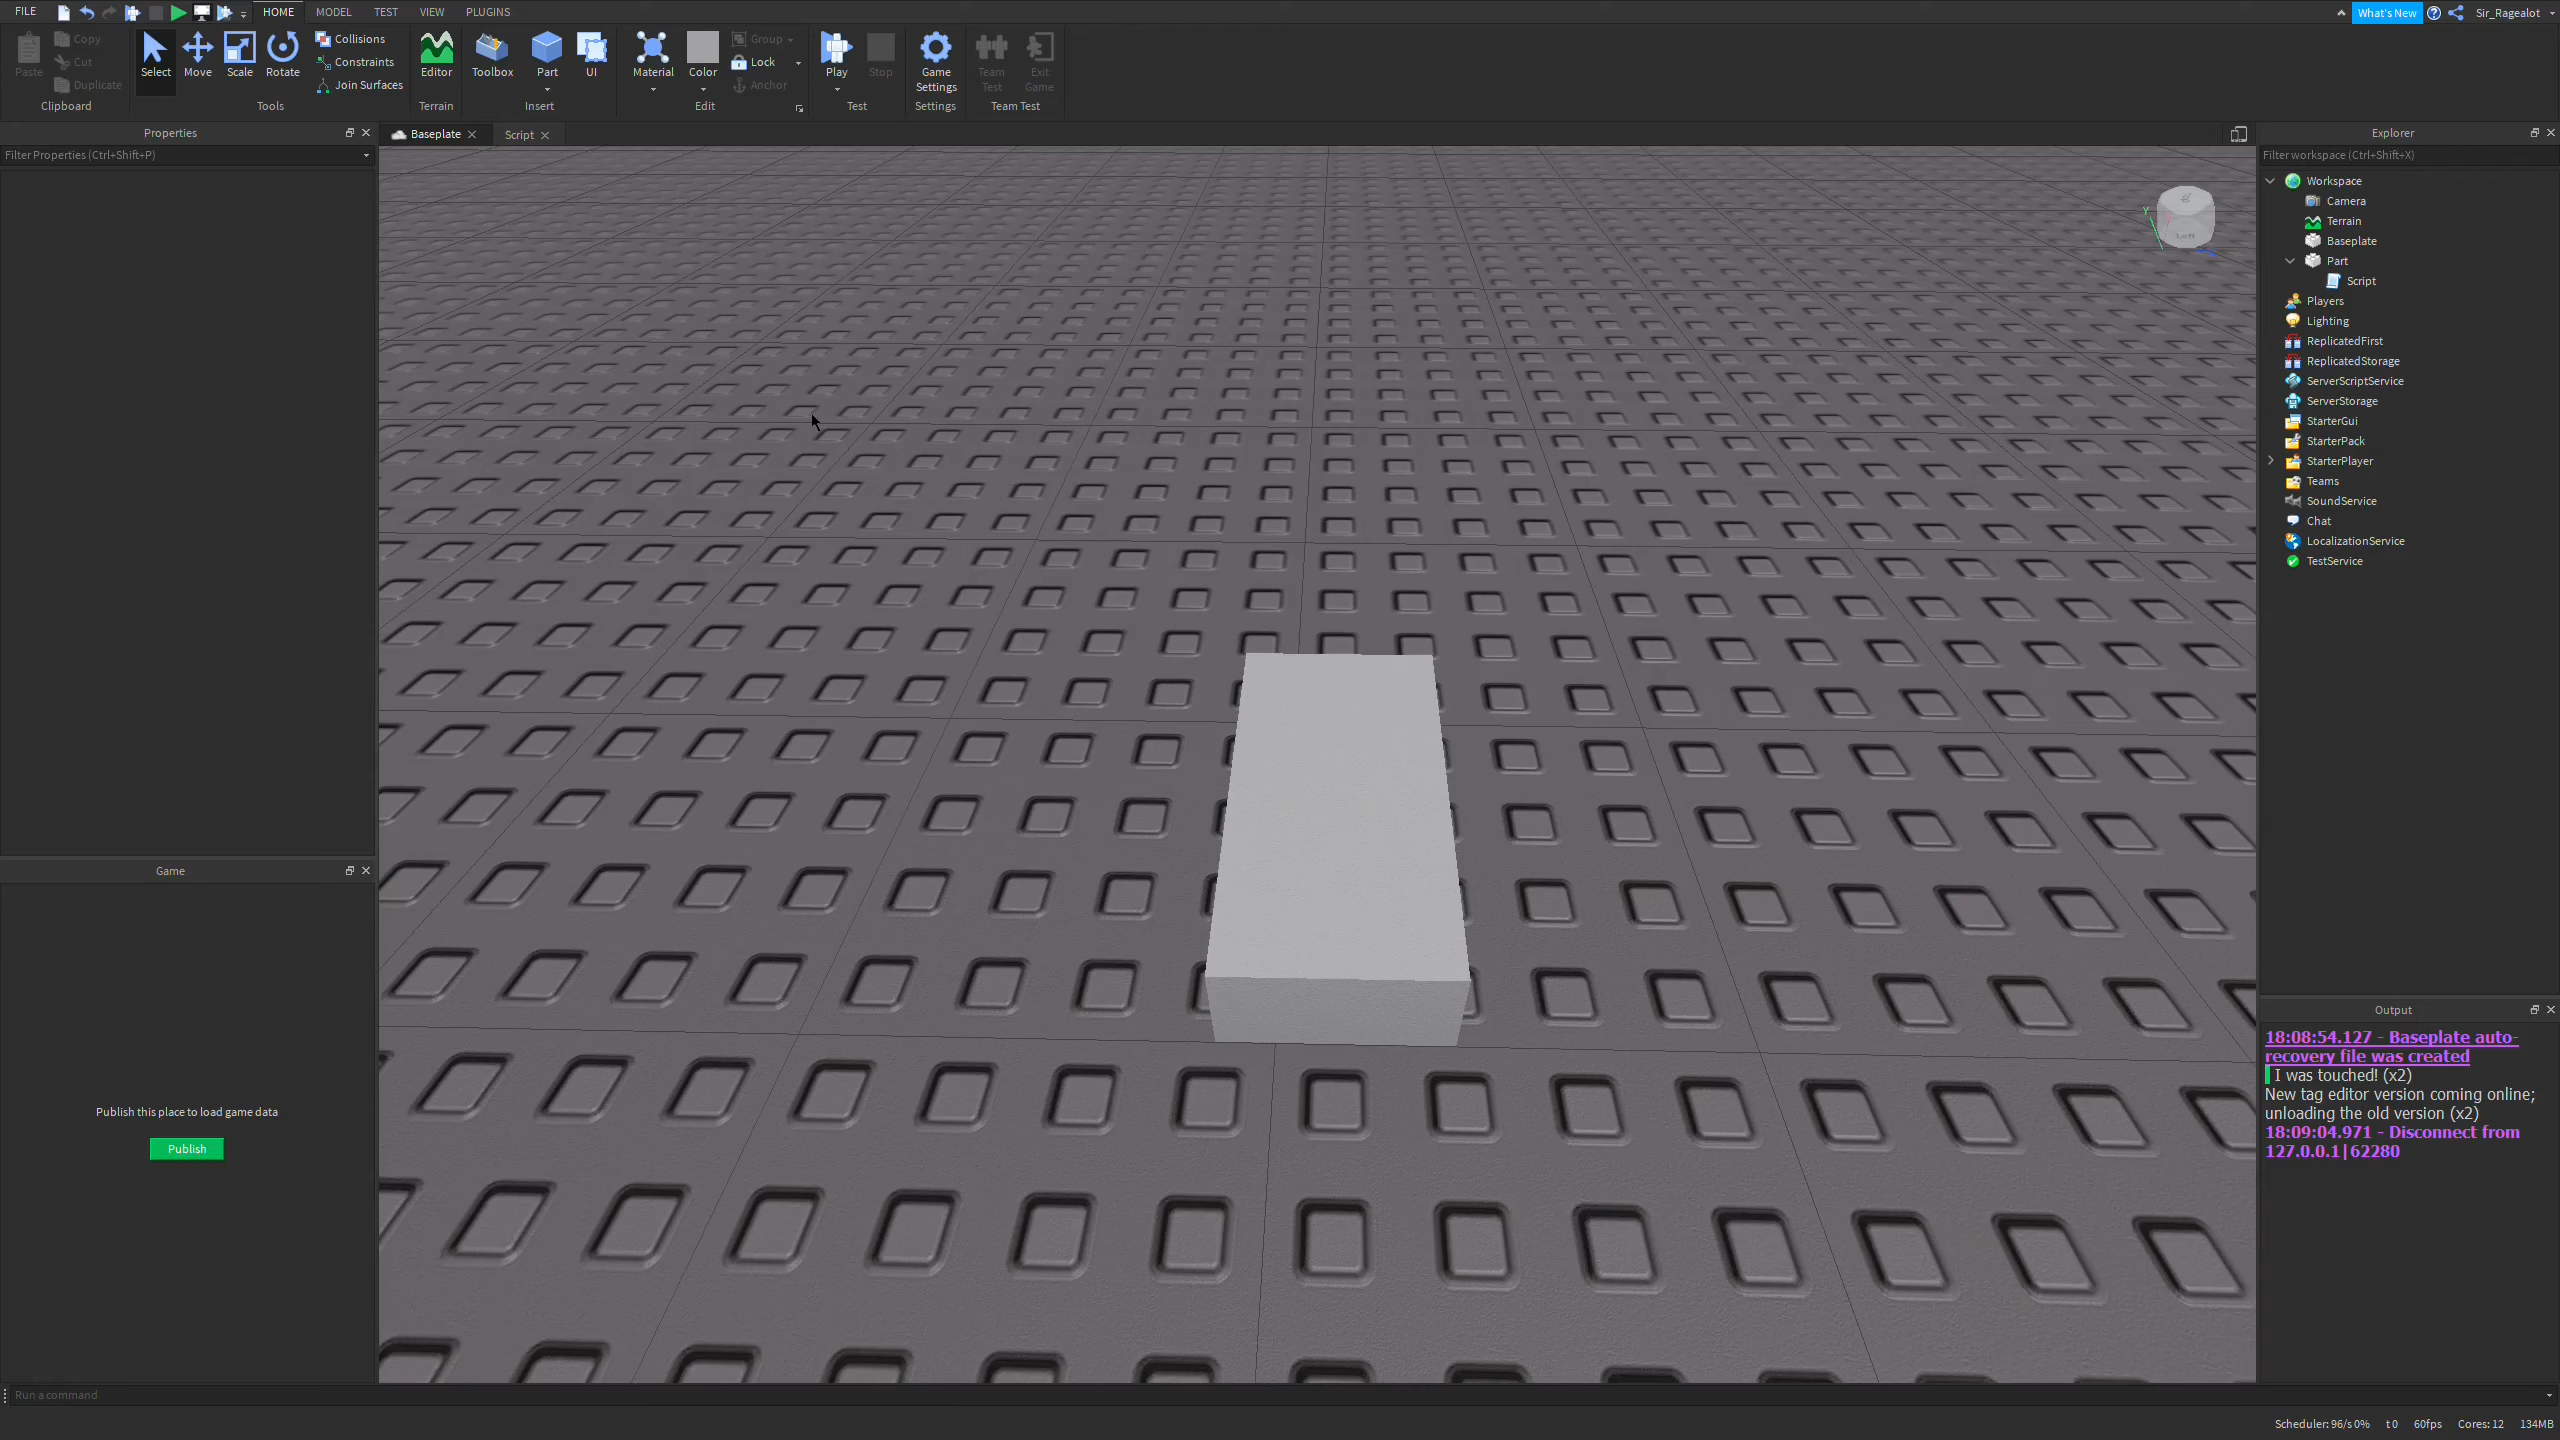 FILE
HOME
MODEL
TEST
VIEW
PLUGINS
What's New
Sir_Ragealot
Paste
Copy
Cut
Duplicate
Clipboard
Select
Move
Scale
Rotate
Collisions
Constraints
Join Surfaces
Tools
Editor
Terrain
Toolbox
Part
UI
Insert
Material
Color
Group
Lock
Anchor
Edit
Play
Stop
Test
Game
Settings
Settings
Team
Test
Exit
Game
Team Test
Properties
Filter Properties (Ctrl+Shift+P)
Game
Publish this place to load game data
Publish
Baseplate
Script
Y
Left
Explorer
Filter workspace (Ctrl+Shift+X)
Workspace
Camera
Terrain
Baseplate
Part
Script
Players
Lighting
ReplicatedFirst
ReplicatedStorage
ServerScriptService
ServerStorage
StarterGui
StarterPack
StarterPlayer
Teams
SoundService
Chat
LocalizationService
TestService
Output
18:08:54.127 - Baseplate auto-
recovery file was created
I was touched! (x2)
New tag editor version coming online;
unloading the old version (x2)
18:09:04.971 - Disconnect from
127.0.0.1|62280
Run a command
Scheduler: 96/s 0%
t 0
60fps
Cores: 12
134MB